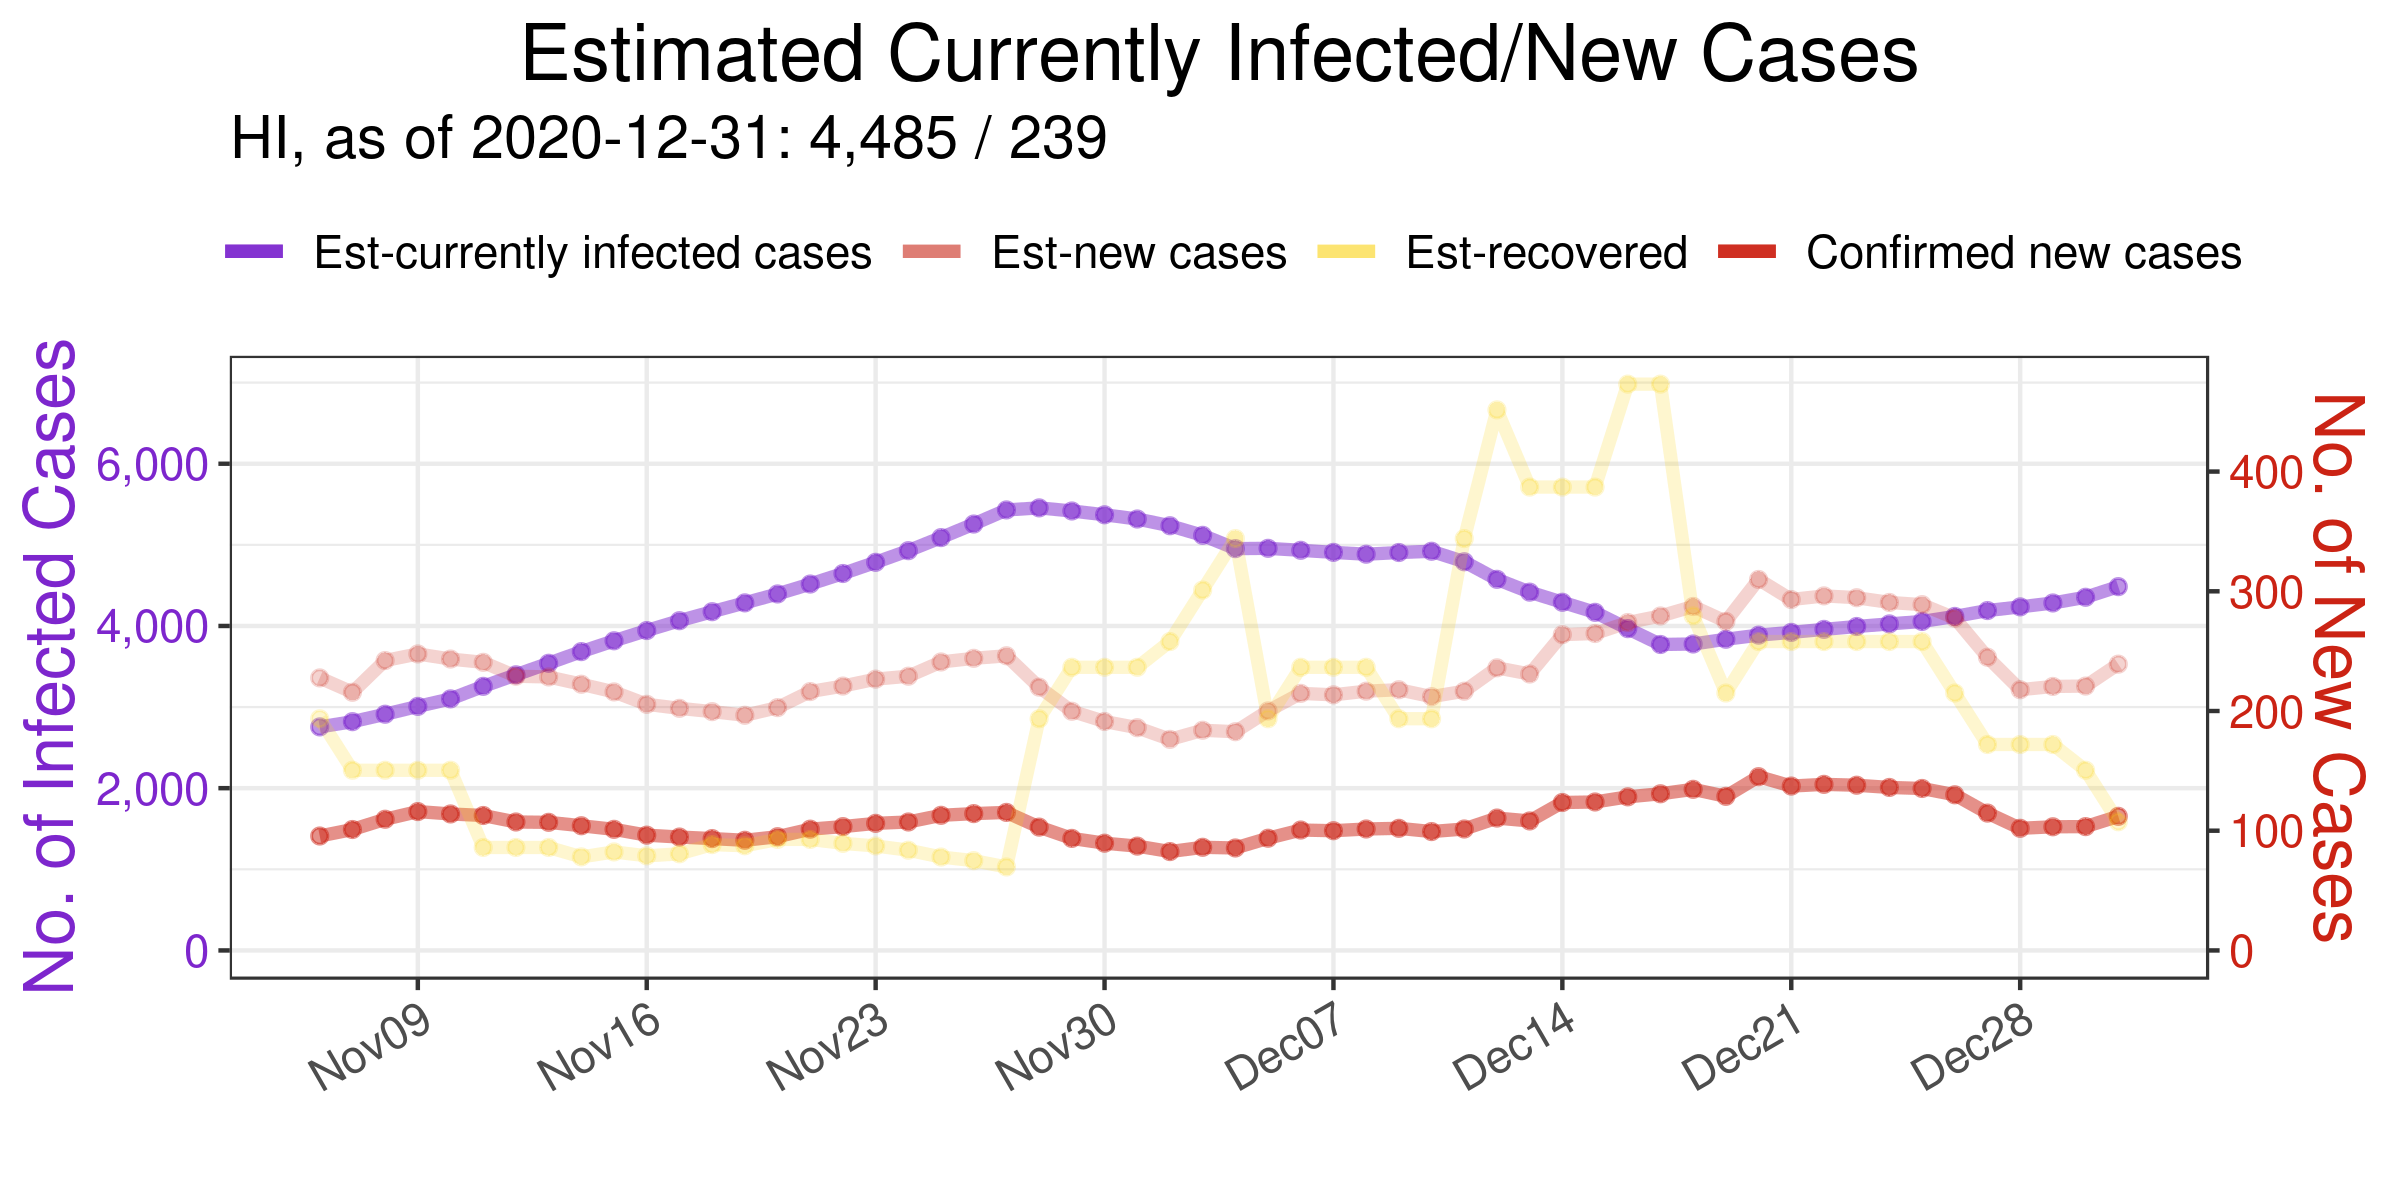 Estimated Currently Infected/New Cases
HI, as of 2020-12-31: 4,485 / 239
Est-currently infected cases Est-new cases Est-recovered Confirmed new cases
No. of Infected Cases
6,000
4,000
2,000
0
400
300
200
100
0
No. of New Cases
Nov09 Nov16 Nov23 Nov30 Dec07 Dec14 Dec21 Dec28